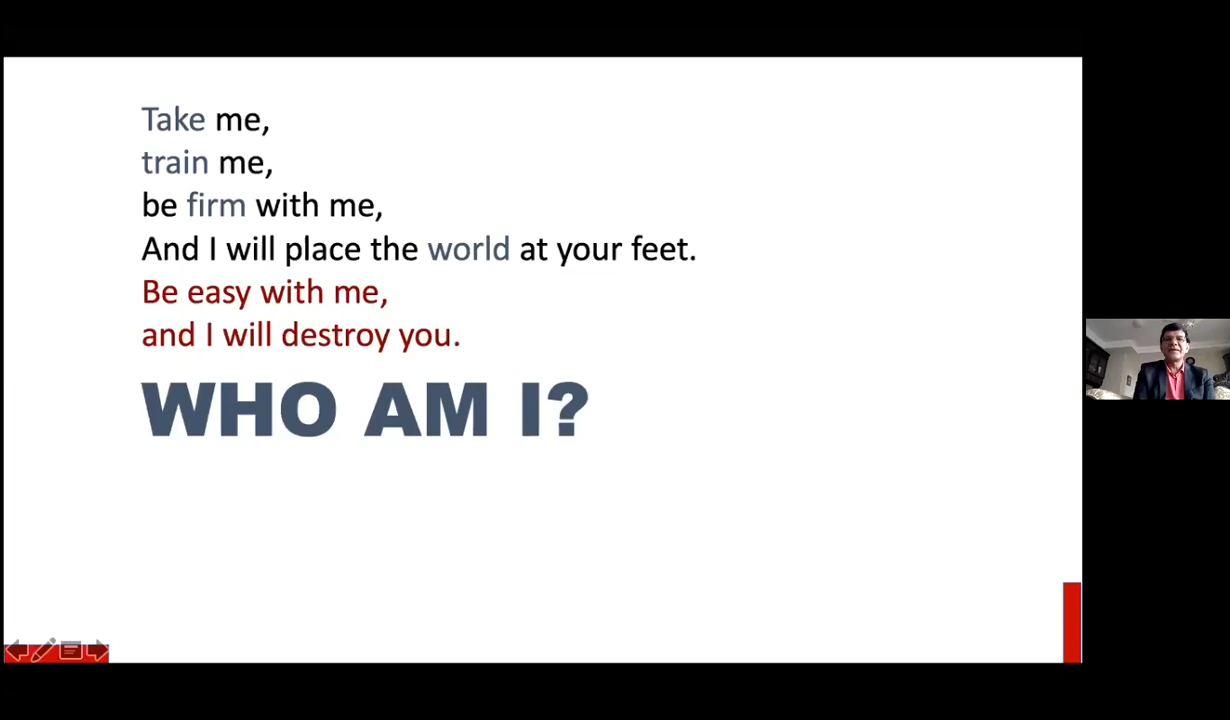 Take me,
train me,
be firm with me,
And I will place the world at your feet.
Be easy with me,
and I will destroy you.
WHO AM I?